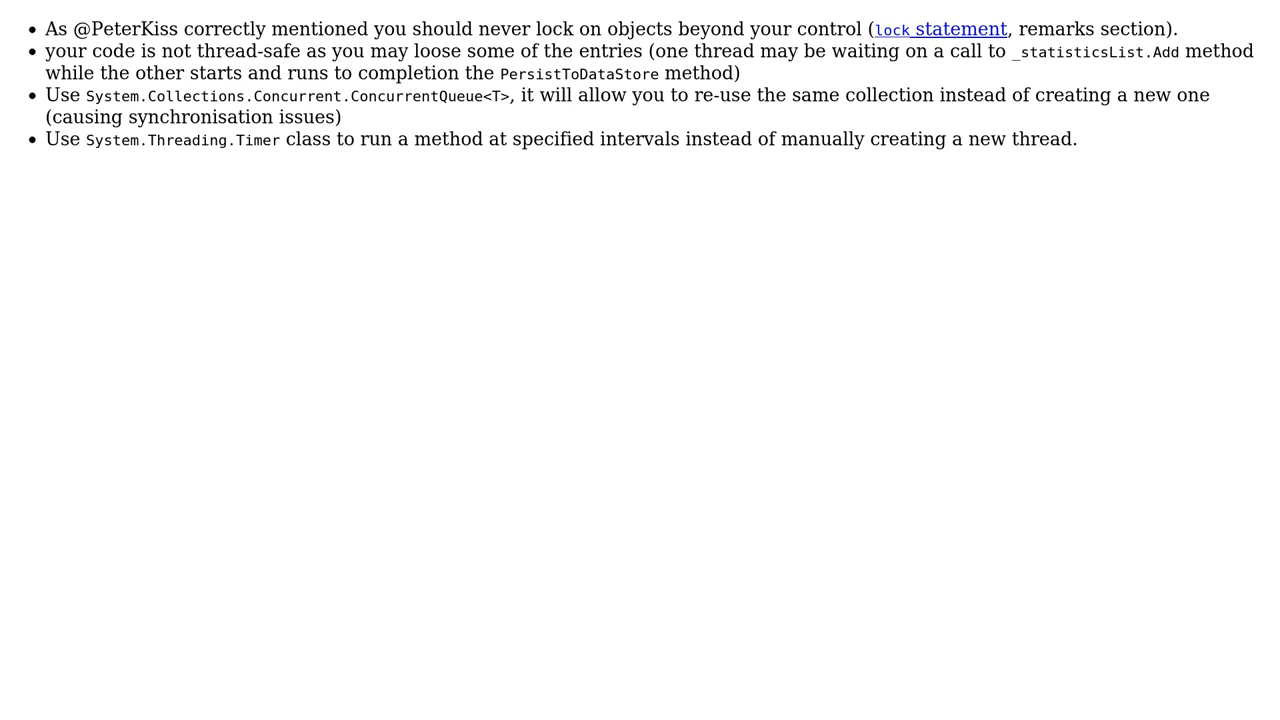 As @PeterKiss correctly mentioned you should never lock on objects beyond your control (lock statement, remarks section).
your code is not thread-safe as you may loose some of the entries (one thread may be waiting on a call to _statisticsList.Add method
while the other starts and runs to completion the PersistToDataStore method)
Use System.Collections.Concurrent.ConcurrentQueue<T>, it will allow you to re-use the same collection instead of creating a new one
(causing synchronisation issues)
Use System.Threading.Timer class to run a method at specified intervals instead of manually creating a new thread.